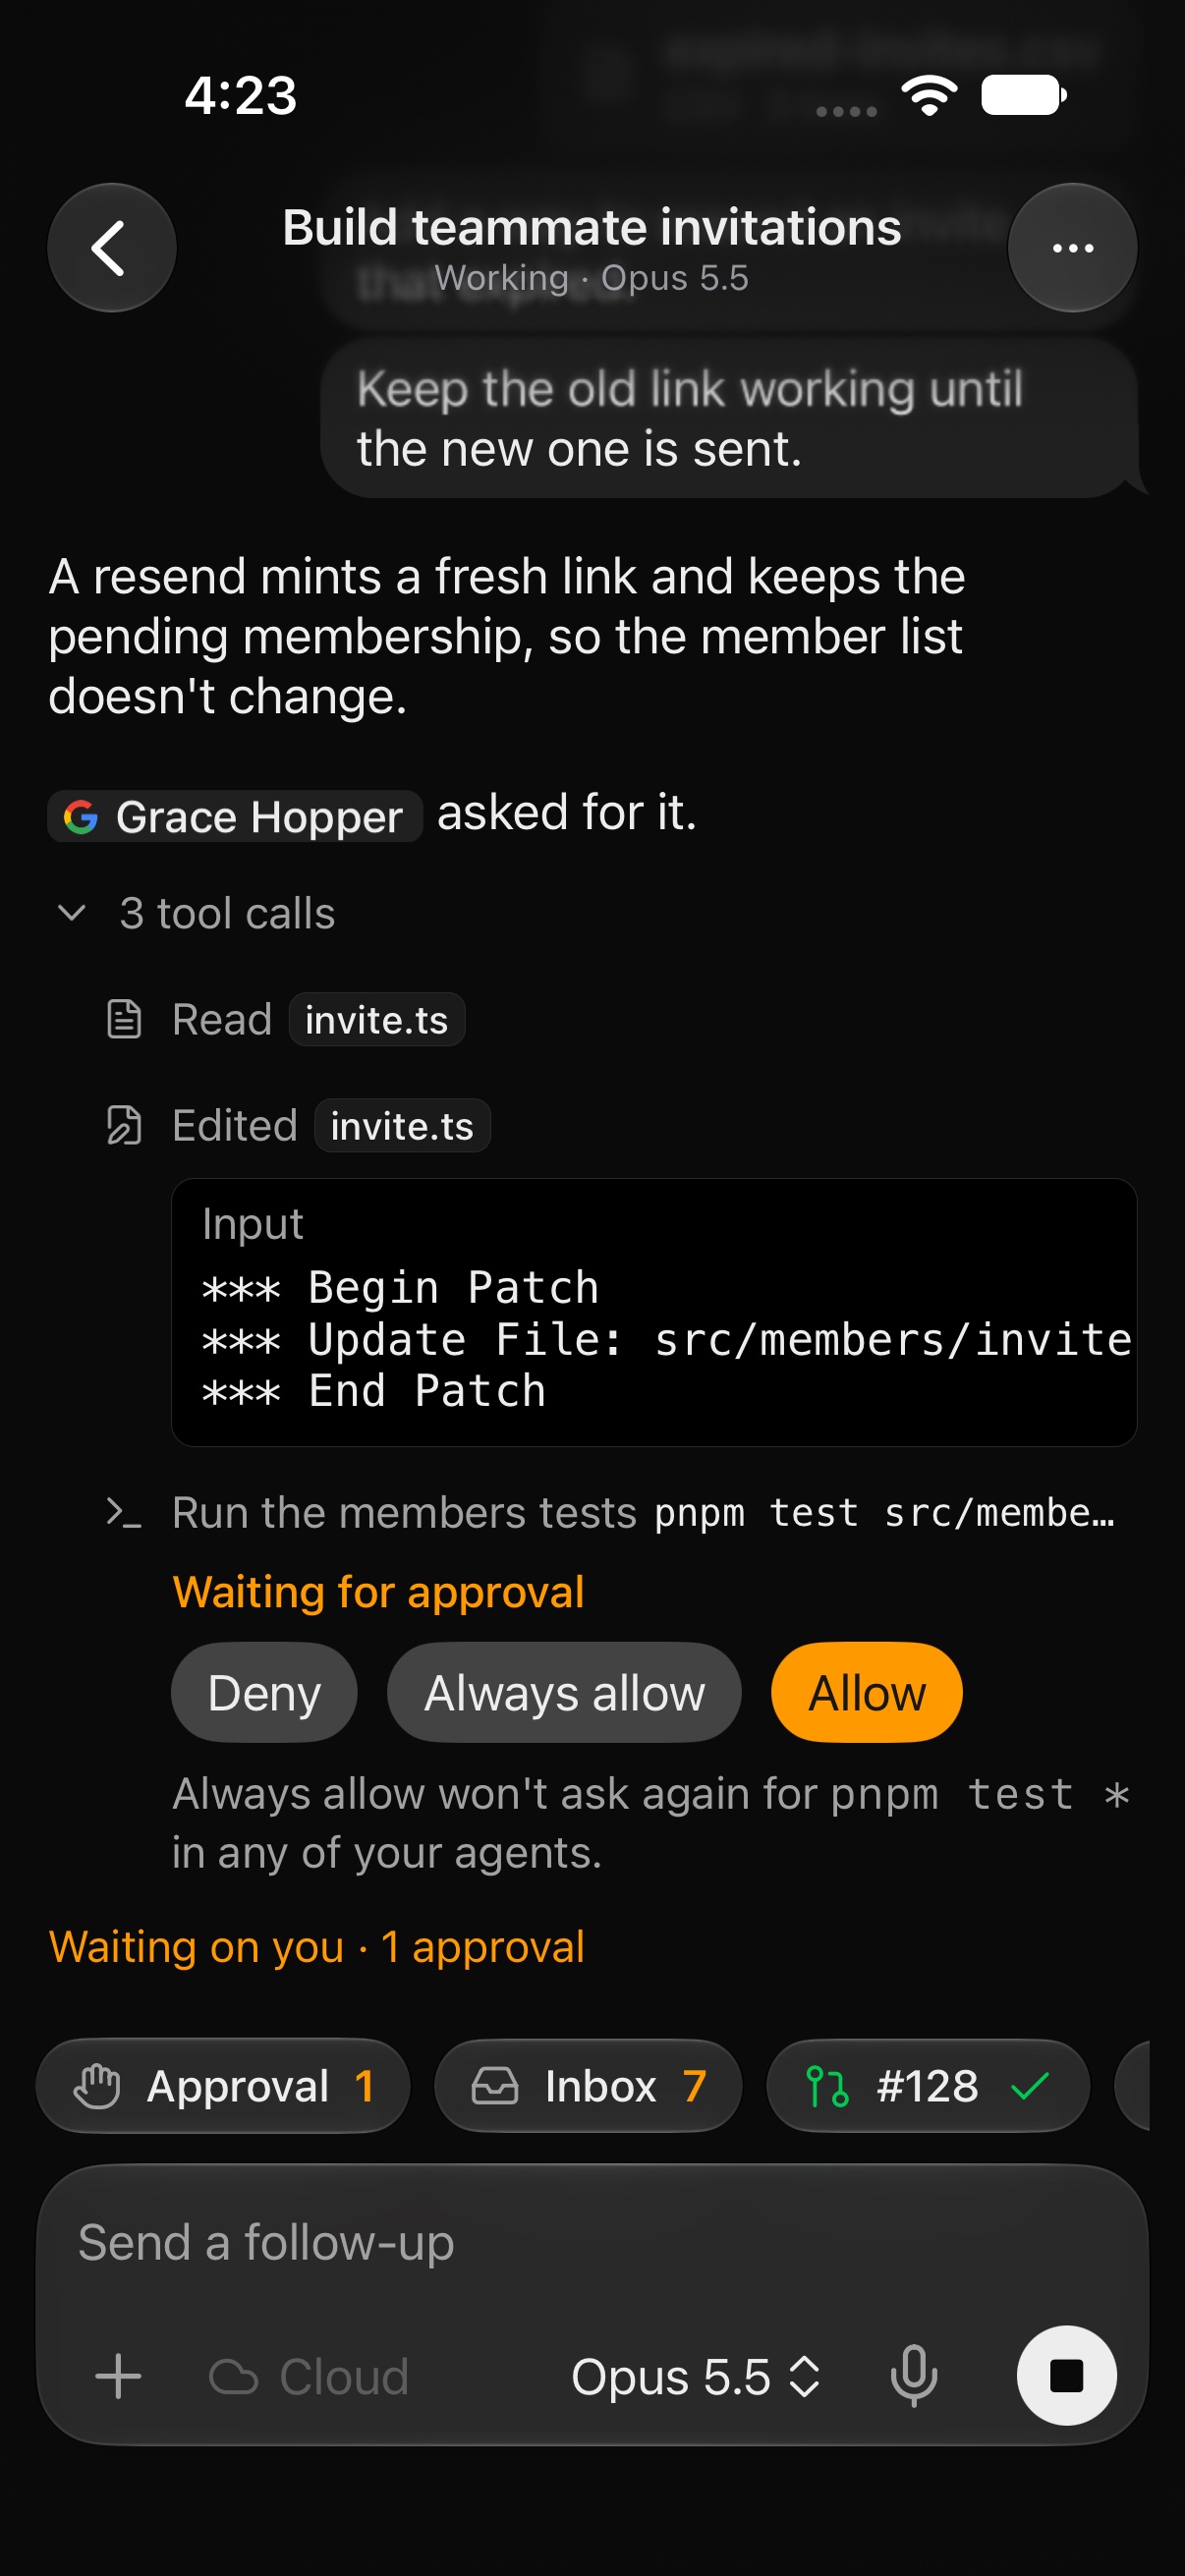 4:23
Build teammate invitations
Working · Opus 5.5
Keep the old link working until
the new one is sent.
A resend mints a fresh link and keeps the
pending membership, so the member list
doesn't change.
Grace Hopper asked for it.
3 tool calls
Read invite.ts
Edited invite.ts
Input
*** Begin Patch
*** Update File: src/members/invite
*** End Patch
Run the members tests pnpm test src/membe…
Waiting for approval
Deny Always allow Allow
Always allow won't ask again for pnpm test *
in any of your agents.
Waiting on you · 1 approval
Approval 1 Inbox 7 #128
Send a follow-up
Cloud Opus 5.5